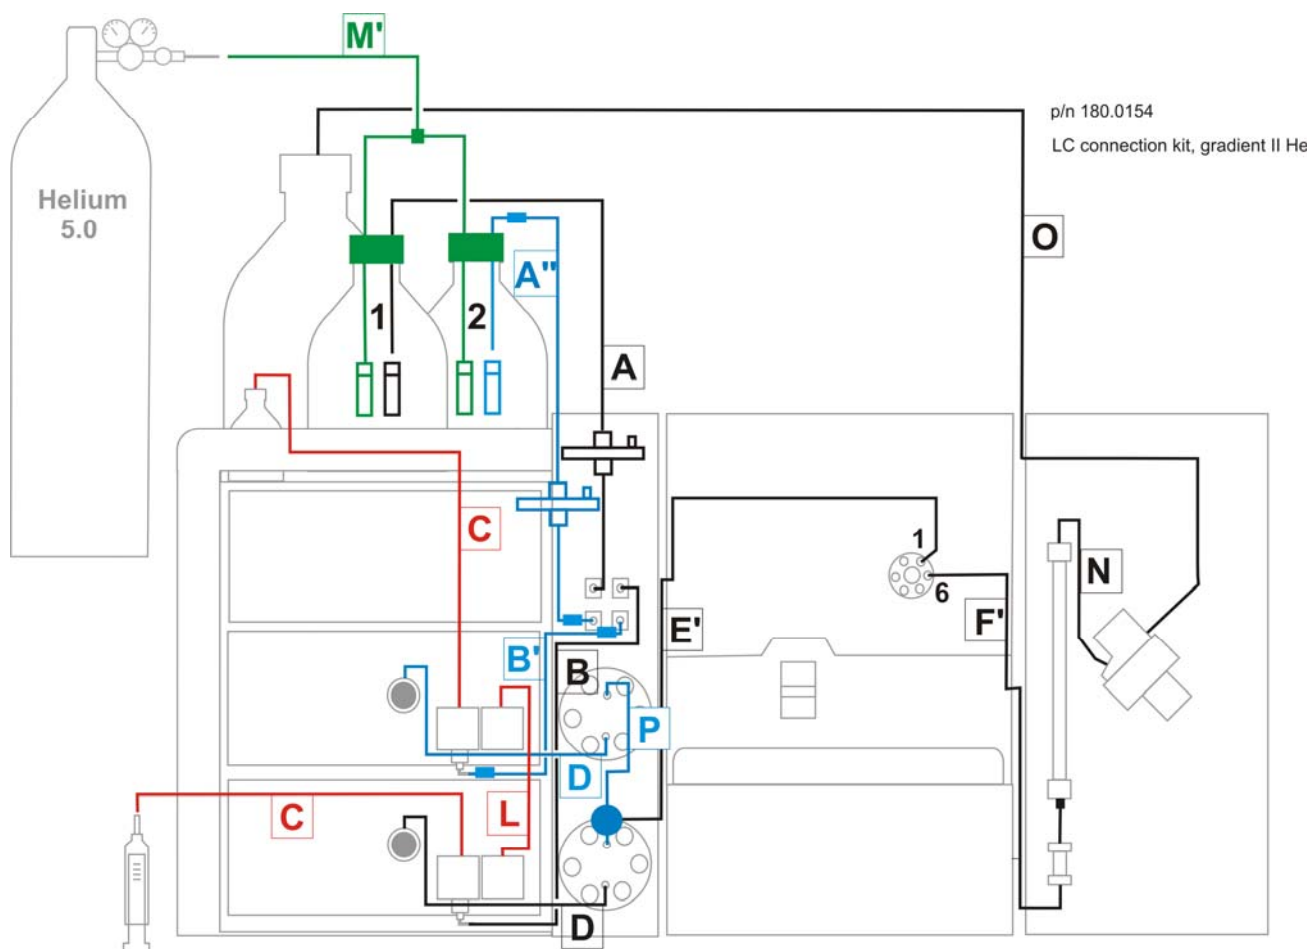 M'
p/n 180.0154
LC connection kit, gradient II He
Helium
5.0
O
A"
1
2
A
C
1
N
6
F'
E'
B'
B
P
D
C
L
D